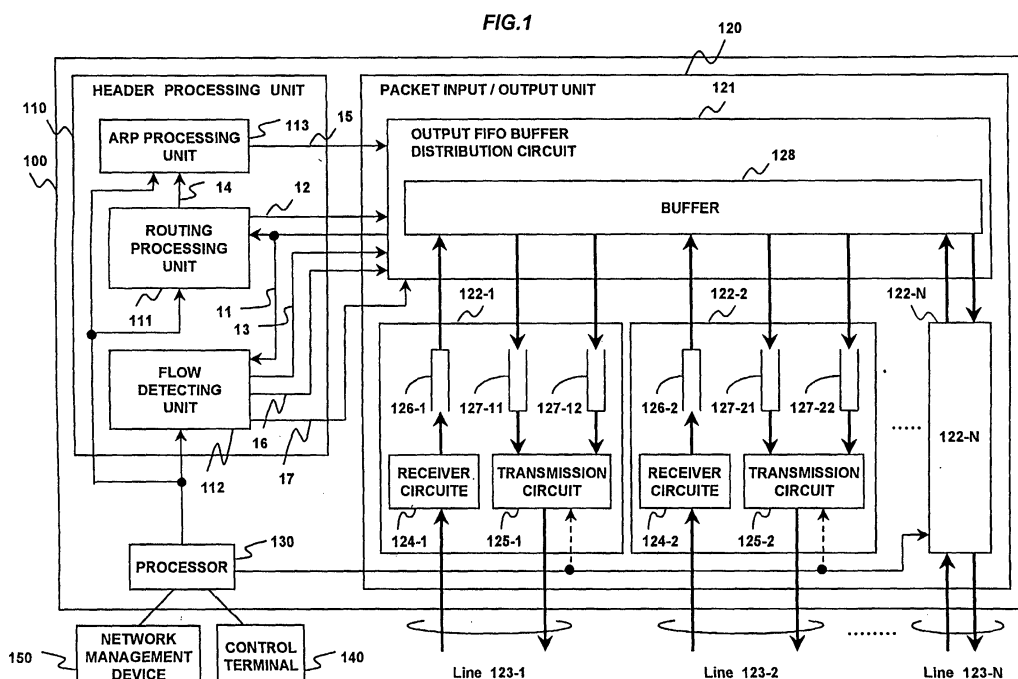 FIG.1
120
HEADER PROCESSING UNIT
PACKET INPUT / OUTPUT UNIT
121
110
113
15
ARP PROCESSING
UNIT
OUTPUT FIFO BUFFER
DISTRIBUTION CIRCUIT
100
128
14
12
BUFFER
ROUTING
PROCESSING
UNIT
111
11
13
122-1
122-2
122-N
FLOW
DETECTING
UNIT
126-1
127-11
127-12
126-2
127-21
127-22
16
.....
122-N
17
112
RECEIVER
CIRCUITE
TRANSMISSION
CIRCUIT
RECEIVER
CIRCUITE
TRANSMISSION
CIRCUIT
124-1
125-1
124-2
125-2
130
PROCESSOR
150
NETWORK
MANAGEMENT
DEVICE
CONTROL
TERMINAL
140
........
Line 123-1
Line 123-2
Line 123-N